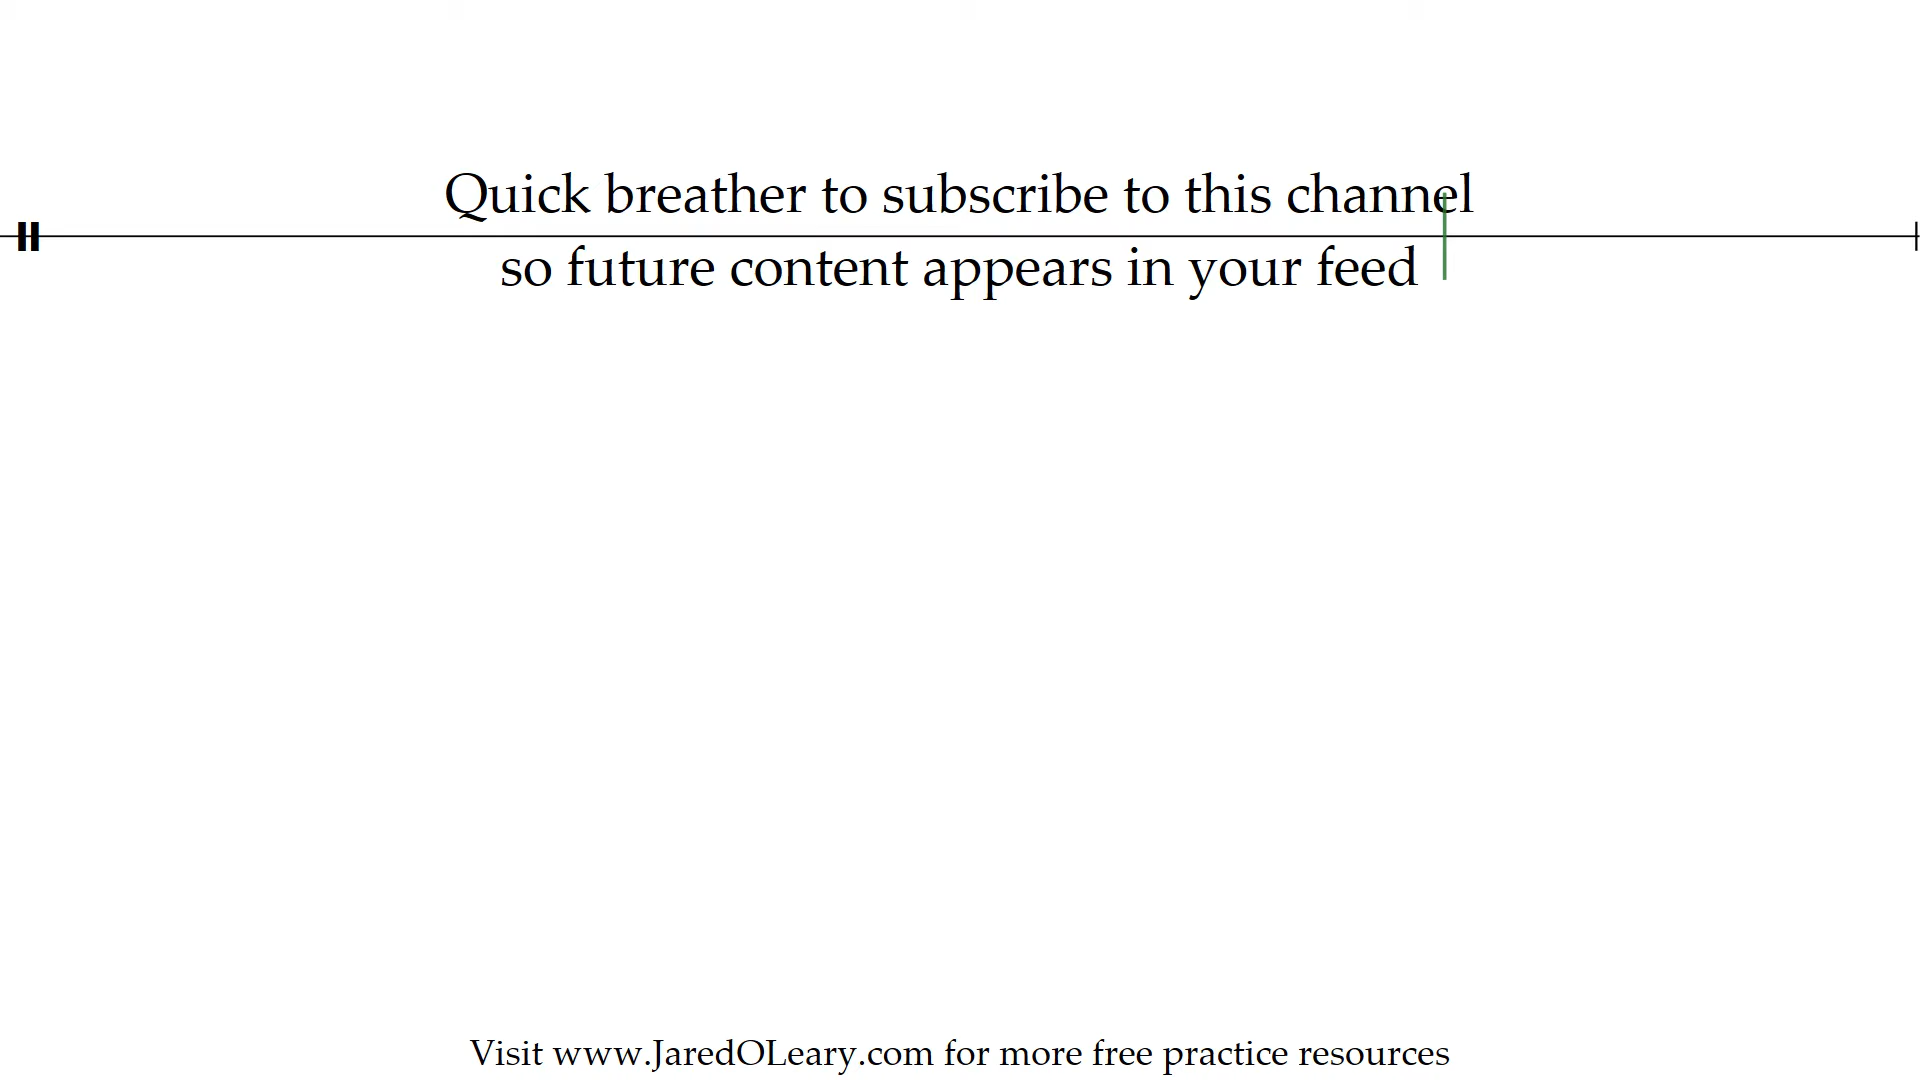 Quick breather to subscribe to this channel
so future content appears in your feed
Visit www.JaredOLeary.com for more free practice resources